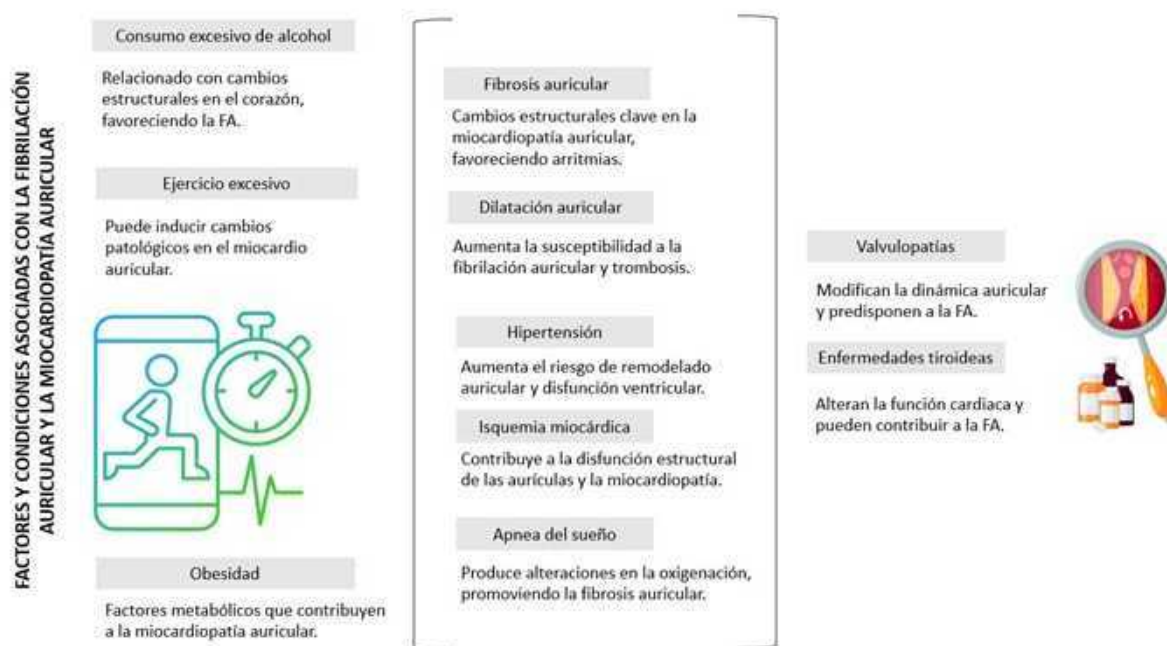 FACTORES Y CONDICIONES ASOCIADAS CON LA FIBRILACIÓN
AURICULAR Y LA MIOCARDIOPATÍA AURICULAR
Consumo excesivo de alcohol
Relacionado con cambios
estructurales en el corazón,
favoreciendo la FA.
Ejercicio excesivo
Puede inducir cambios
patológicos en el miocardio
auricular.
Obesidad
Factores metabólicos que contribuyen
a la miocardiopatía auricular.
Fibrosis auricular
Cambios estructurales clave en la
miocardiopatía auricular,
favoreciendo arritmias.
Dilatación auricular
Aumenta la susceptibilidad a la
fibrilación auricular y trombosis.
Hipertensión
Aumenta el riesgo de remodelado
auricular y disfunción ventricular.
Isquemia miocárdica
Contribuye a la disfunción estructural
de las aurículas y la miocardiopatía.
Apnea del sueño
Produce alteraciones en la oxigenación,
promoviendo la fibrosis auricular.
Valvulopatías
Modifican la dinámica auricular
y predisponen a la FA.
Enfermedades tiroideas
Alteran la función cardiaca y
pueden contribuir a la FA.